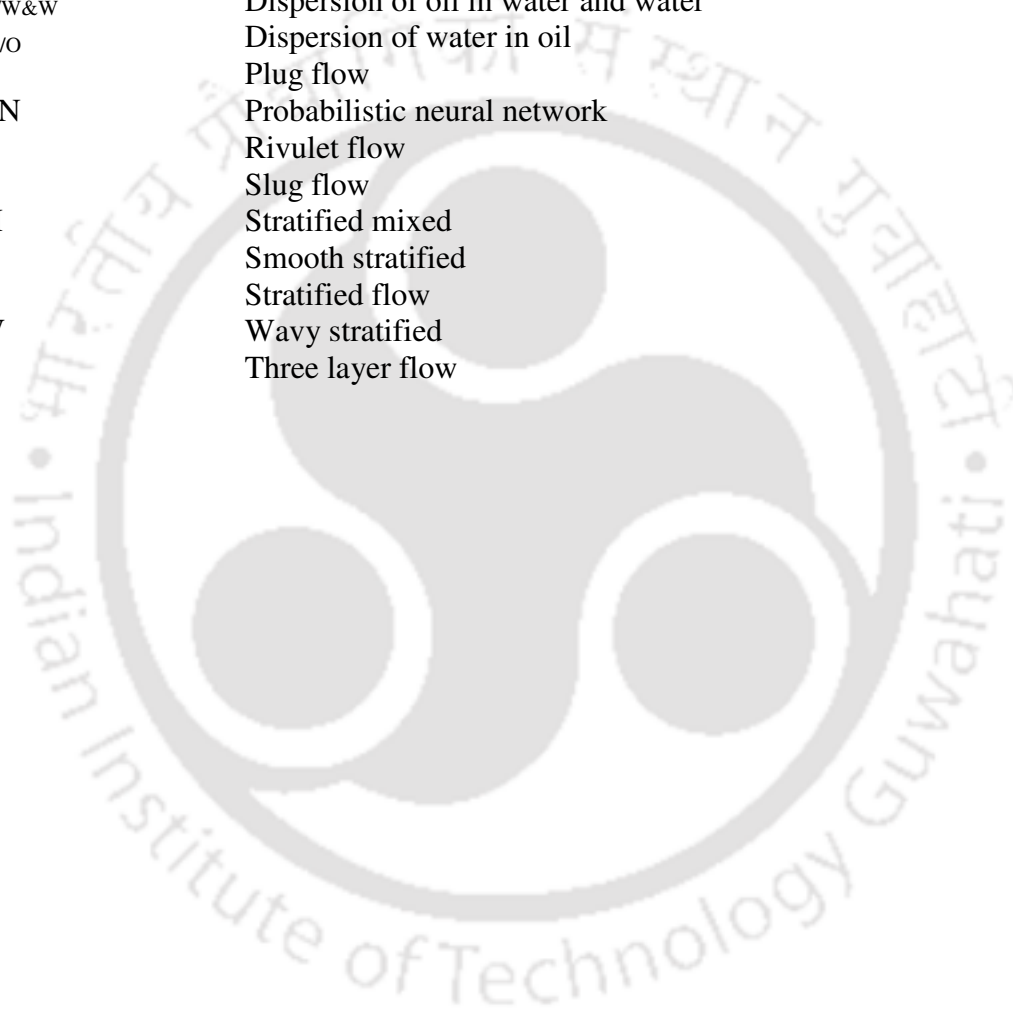 W&W Dispersion of oil in water and water
/O Dispersion of water in oil
Plug flow
N Probabilistic neural network
Rivulet flow
Slug flow
Stratified mixed
Smooth stratified
Stratified flow
Wavy stratified
Three layer flow
भारतीय प्रौद्योगिकी संस्थान गुवाहाटी
Indian Institute of Technology Guwahati